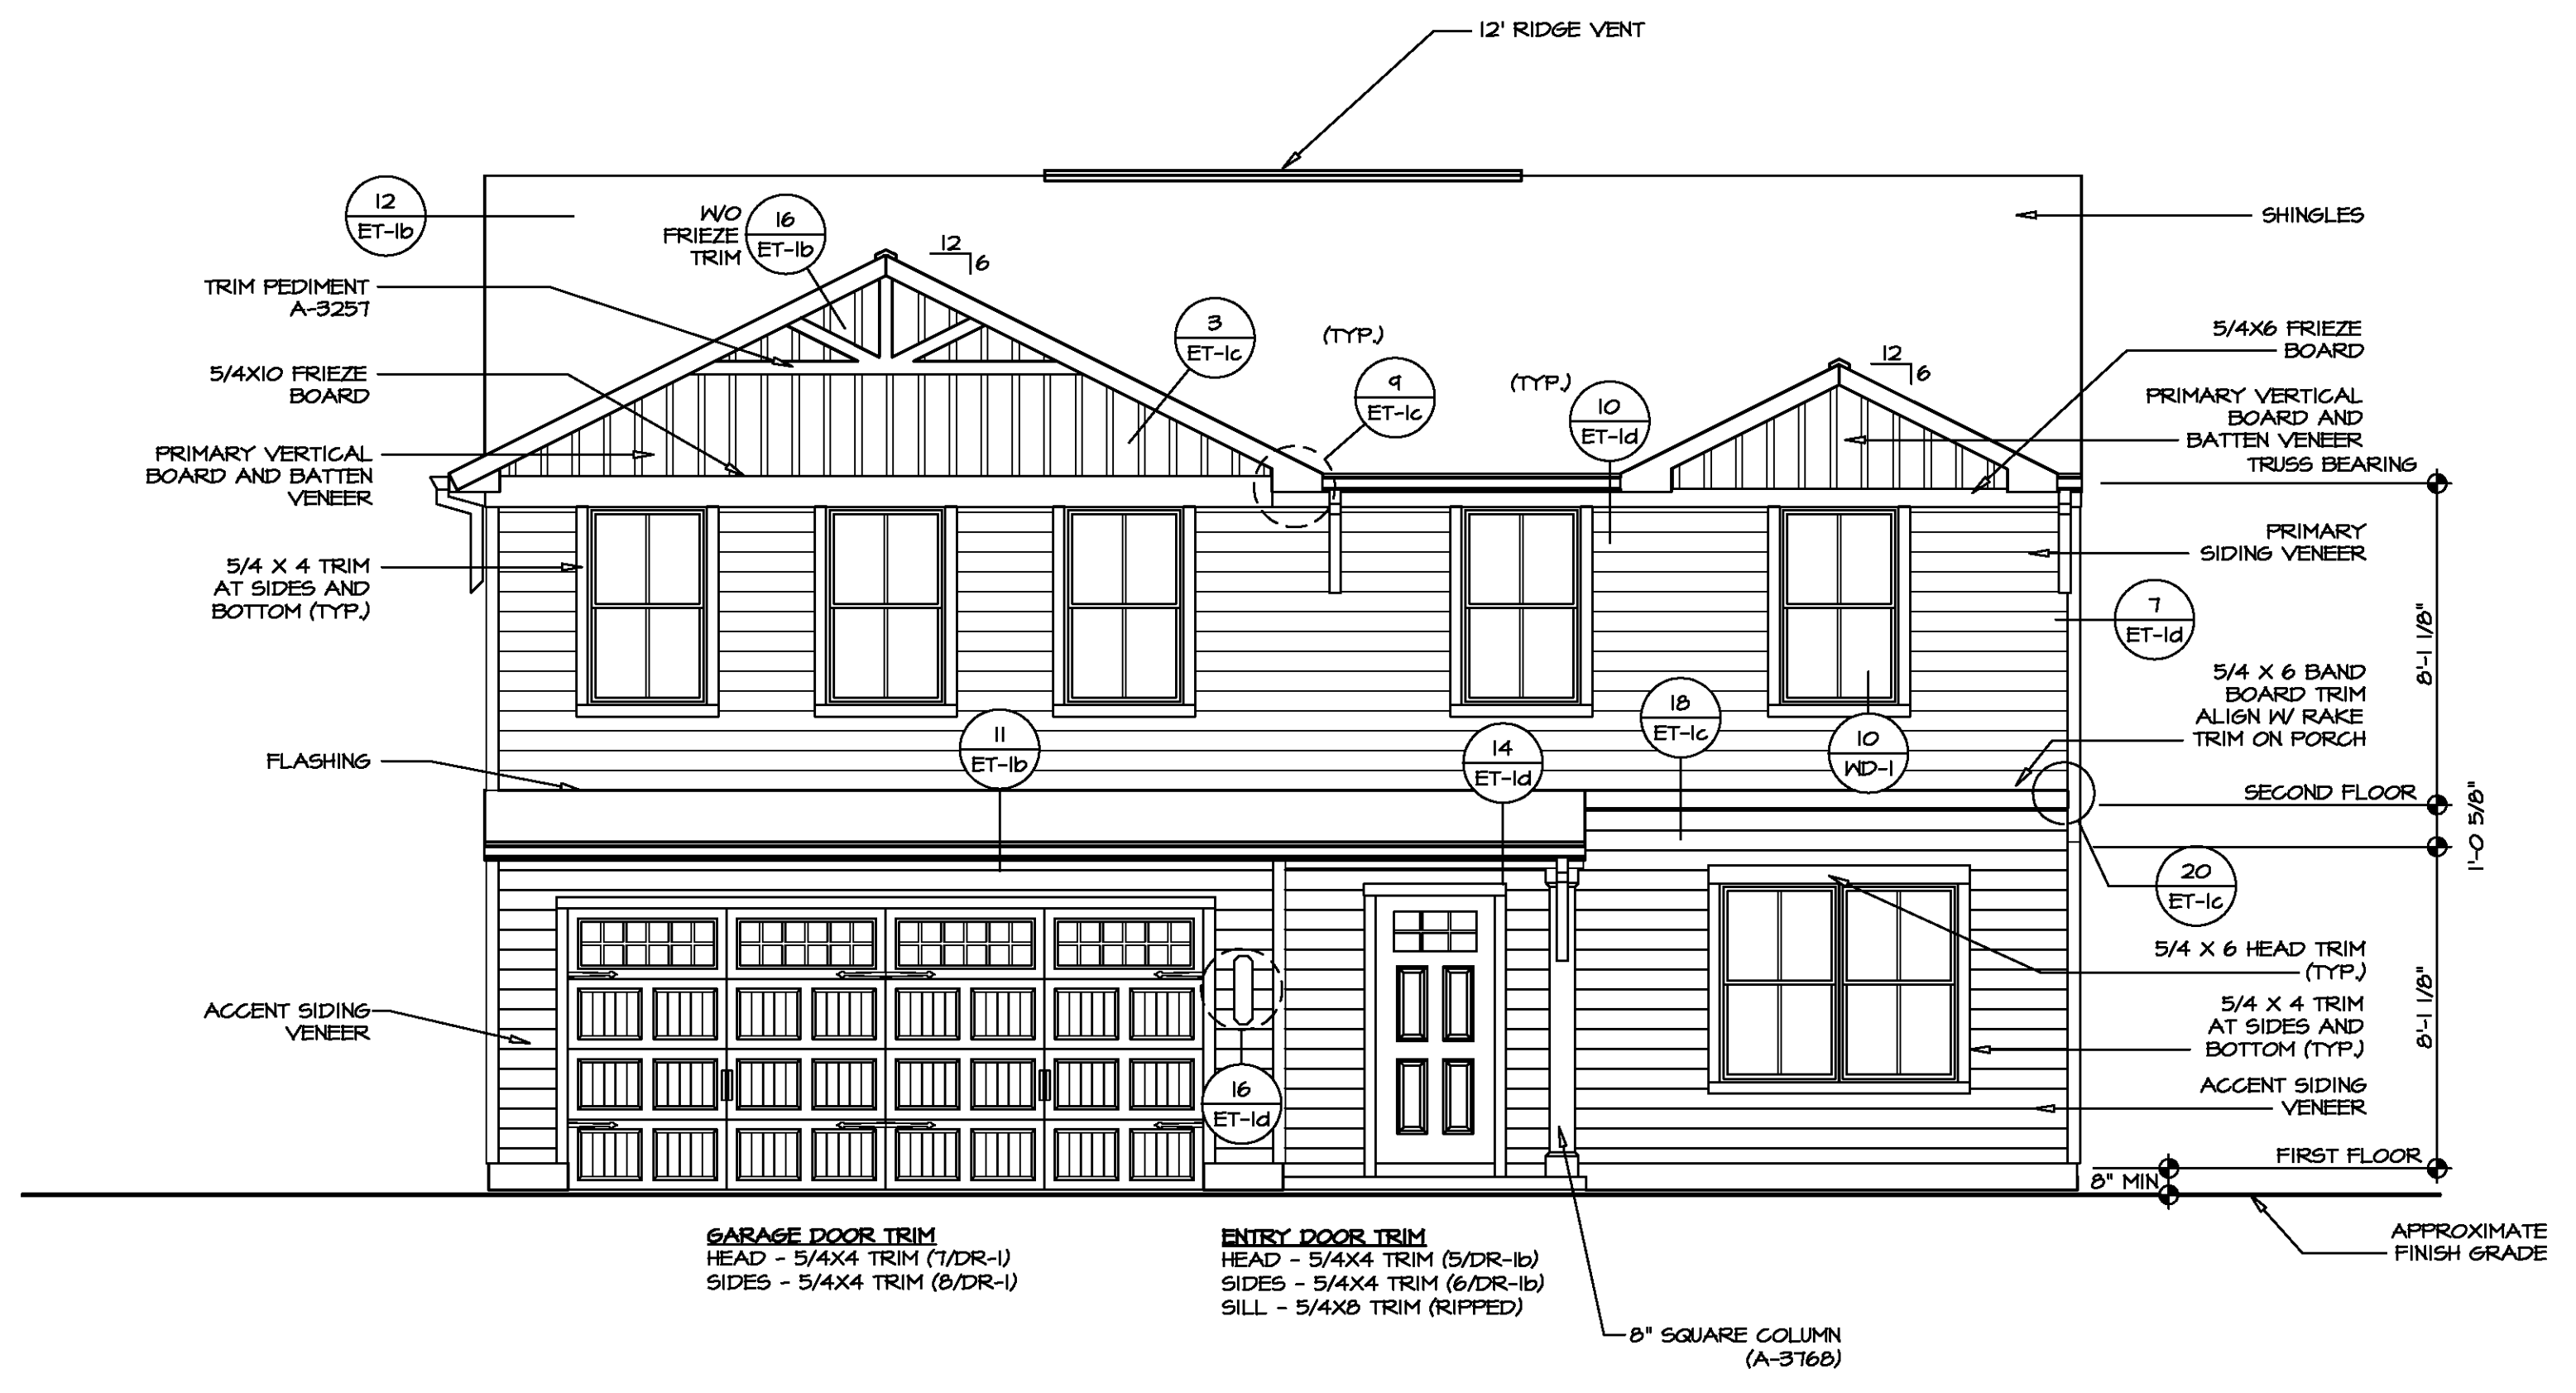 12' RIDGE VENT
12
ET-1b
W/O
FRIEZE
TRIM
16
ET-1b
12
6
SHINGLES
TRIM PEDIMENT
A-3257
3
ET-1c
(TYP.)
9
ET-1c
(TYP.)
10
ET-1d
12
6
5/4X6 FRIEZE
BOARD
5/4X10 FRIEZE
BOARD
PRIMARY VERTICAL
BOARD AND
BATTEN VENEER
TRUSS BEARING
PRIMARY VERTICAL
BOARD AND BATTEN
VENEER
PRIMARY
SIDING VENEER
5/4 X 4 TRIM
AT SIDES AND
BOTTOM (TYP.)
7
ET-1d
8'-1 1/8"
5/4 X 6 BAND
BOARD TRIM
ALIGN W/ RAKE
TRIM ON PORCH
FLASHING
11
ET-1b
14
ET-1d
18
ET-1c
10
WD-1
SECOND FLOOR
1'-0 5/8"
20
ET-1c
5/4 X 6 HEAD TRIM
(TYP.)
ACCENT SIDING
VENEER
5/4 X 4 TRIM
AT SIDES AND
BOTTOM (TYP.)
8'-1 1/8"
16
ET-1d
ACCENT SIDING
VENEER
FIRST FLOOR
8" MIN
GARAGE DOOR TRIM
HEAD - 5/4X4 TRIM (7/DR-1)
SIDES - 5/4X4 TRIM (8/DR-1)
ENTRY DOOR TRIM
HEAD - 5/4X4 TRIM (5/DR-1b)
SIDES - 5/4X4 TRIM (6/DR-1b)
SILL - 5/4X8 TRIM (RIPPED)
APPROXIMATE
FINISH GRADE
8" SQUARE COLUMN
(A-3768)